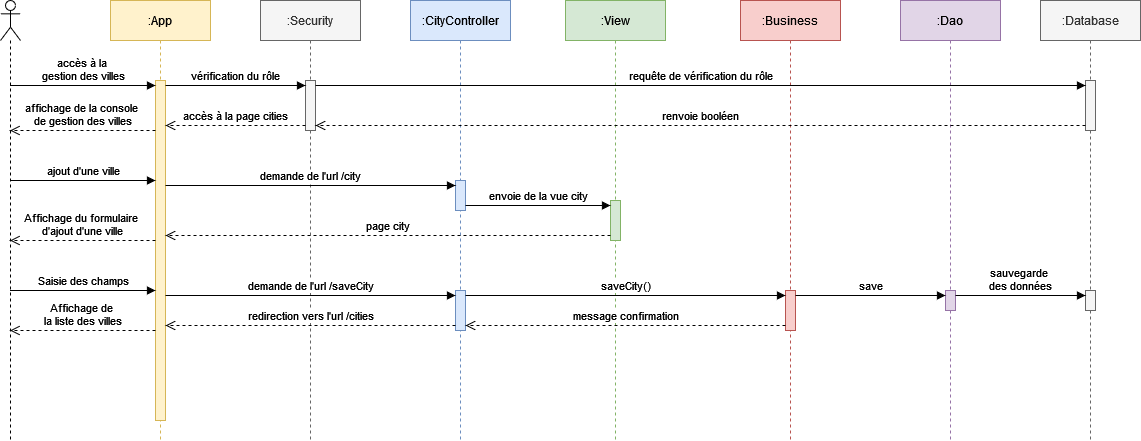 :App
:Security
:CityController
:View
:Business
:Dao
:Database
accès à la
gestion des villes
vérification du rôle
requête de vérification du rôle
affichage de la console
de gestion des villes
accès à la page cities
renvoie booléen
ajout d'une ville
demande de l'url /city
envoie de la vue city
Affichage du formulaire
d'ajout d'une ville
page city
Saisie des champs
demande de l'url /saveCity
saveCity()
save
sauvegarde
des données
Affichage de
la liste des villes
redirection vers l'url /cities
message confirmation